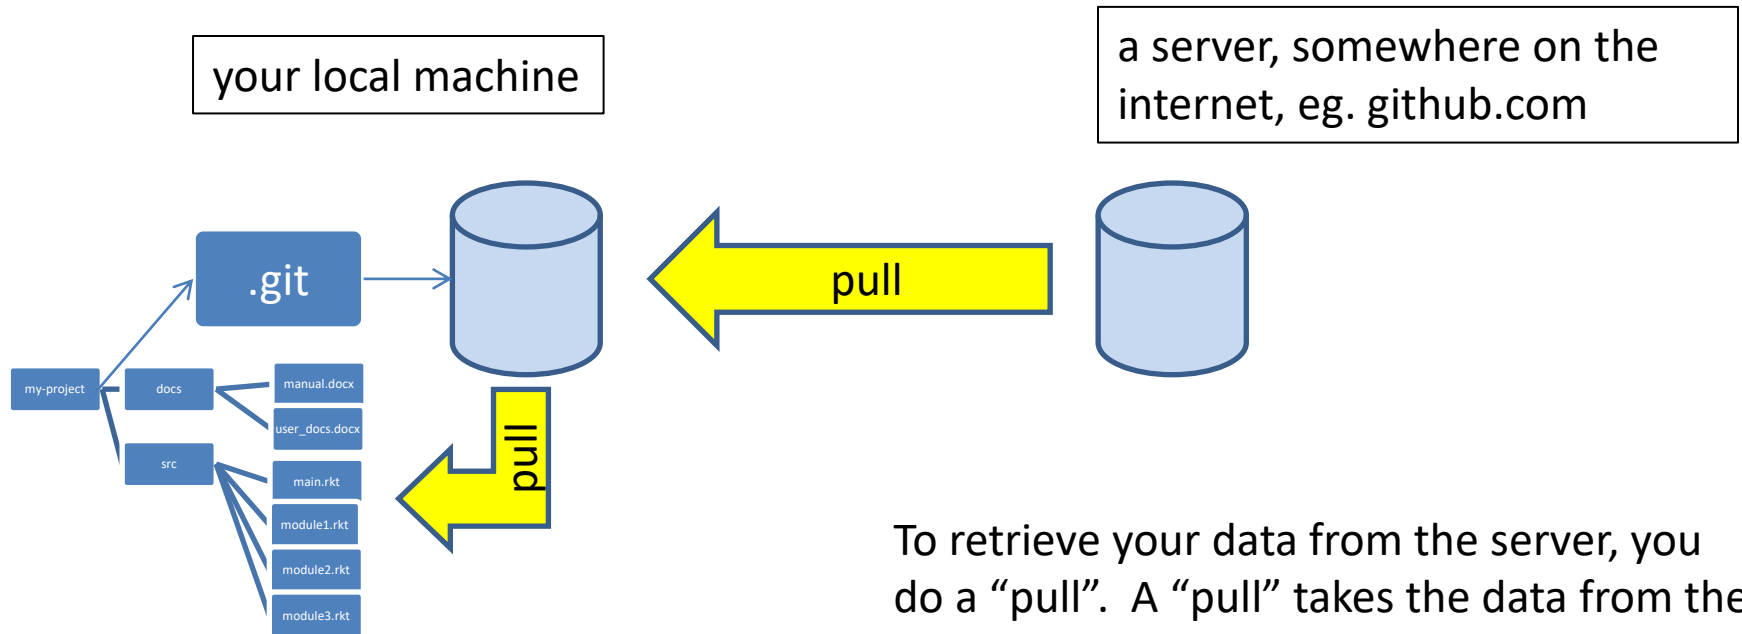 your local machine
a server, somewhere on the
internet, eg. github.com
.git
pull
my-project
docs
manual.docx
user_docs.docx
pull
src
main.rkt
module1.rkt
module2.rkt
module3.rkt
To retrieve your data from the server, you
do a “pull”. A “pull” takes the data from the